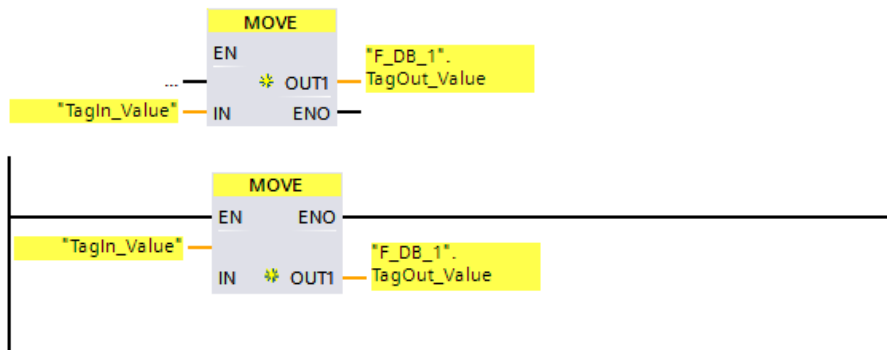 MOVE
EN
"F_DB_1".
... OUT1 TagOut_Value
"TagIn_Value" IN ENO
MOVE
EN ENO
"TagIn_Value"
"F_DB_1".
IN OUT1 TagOut_Value